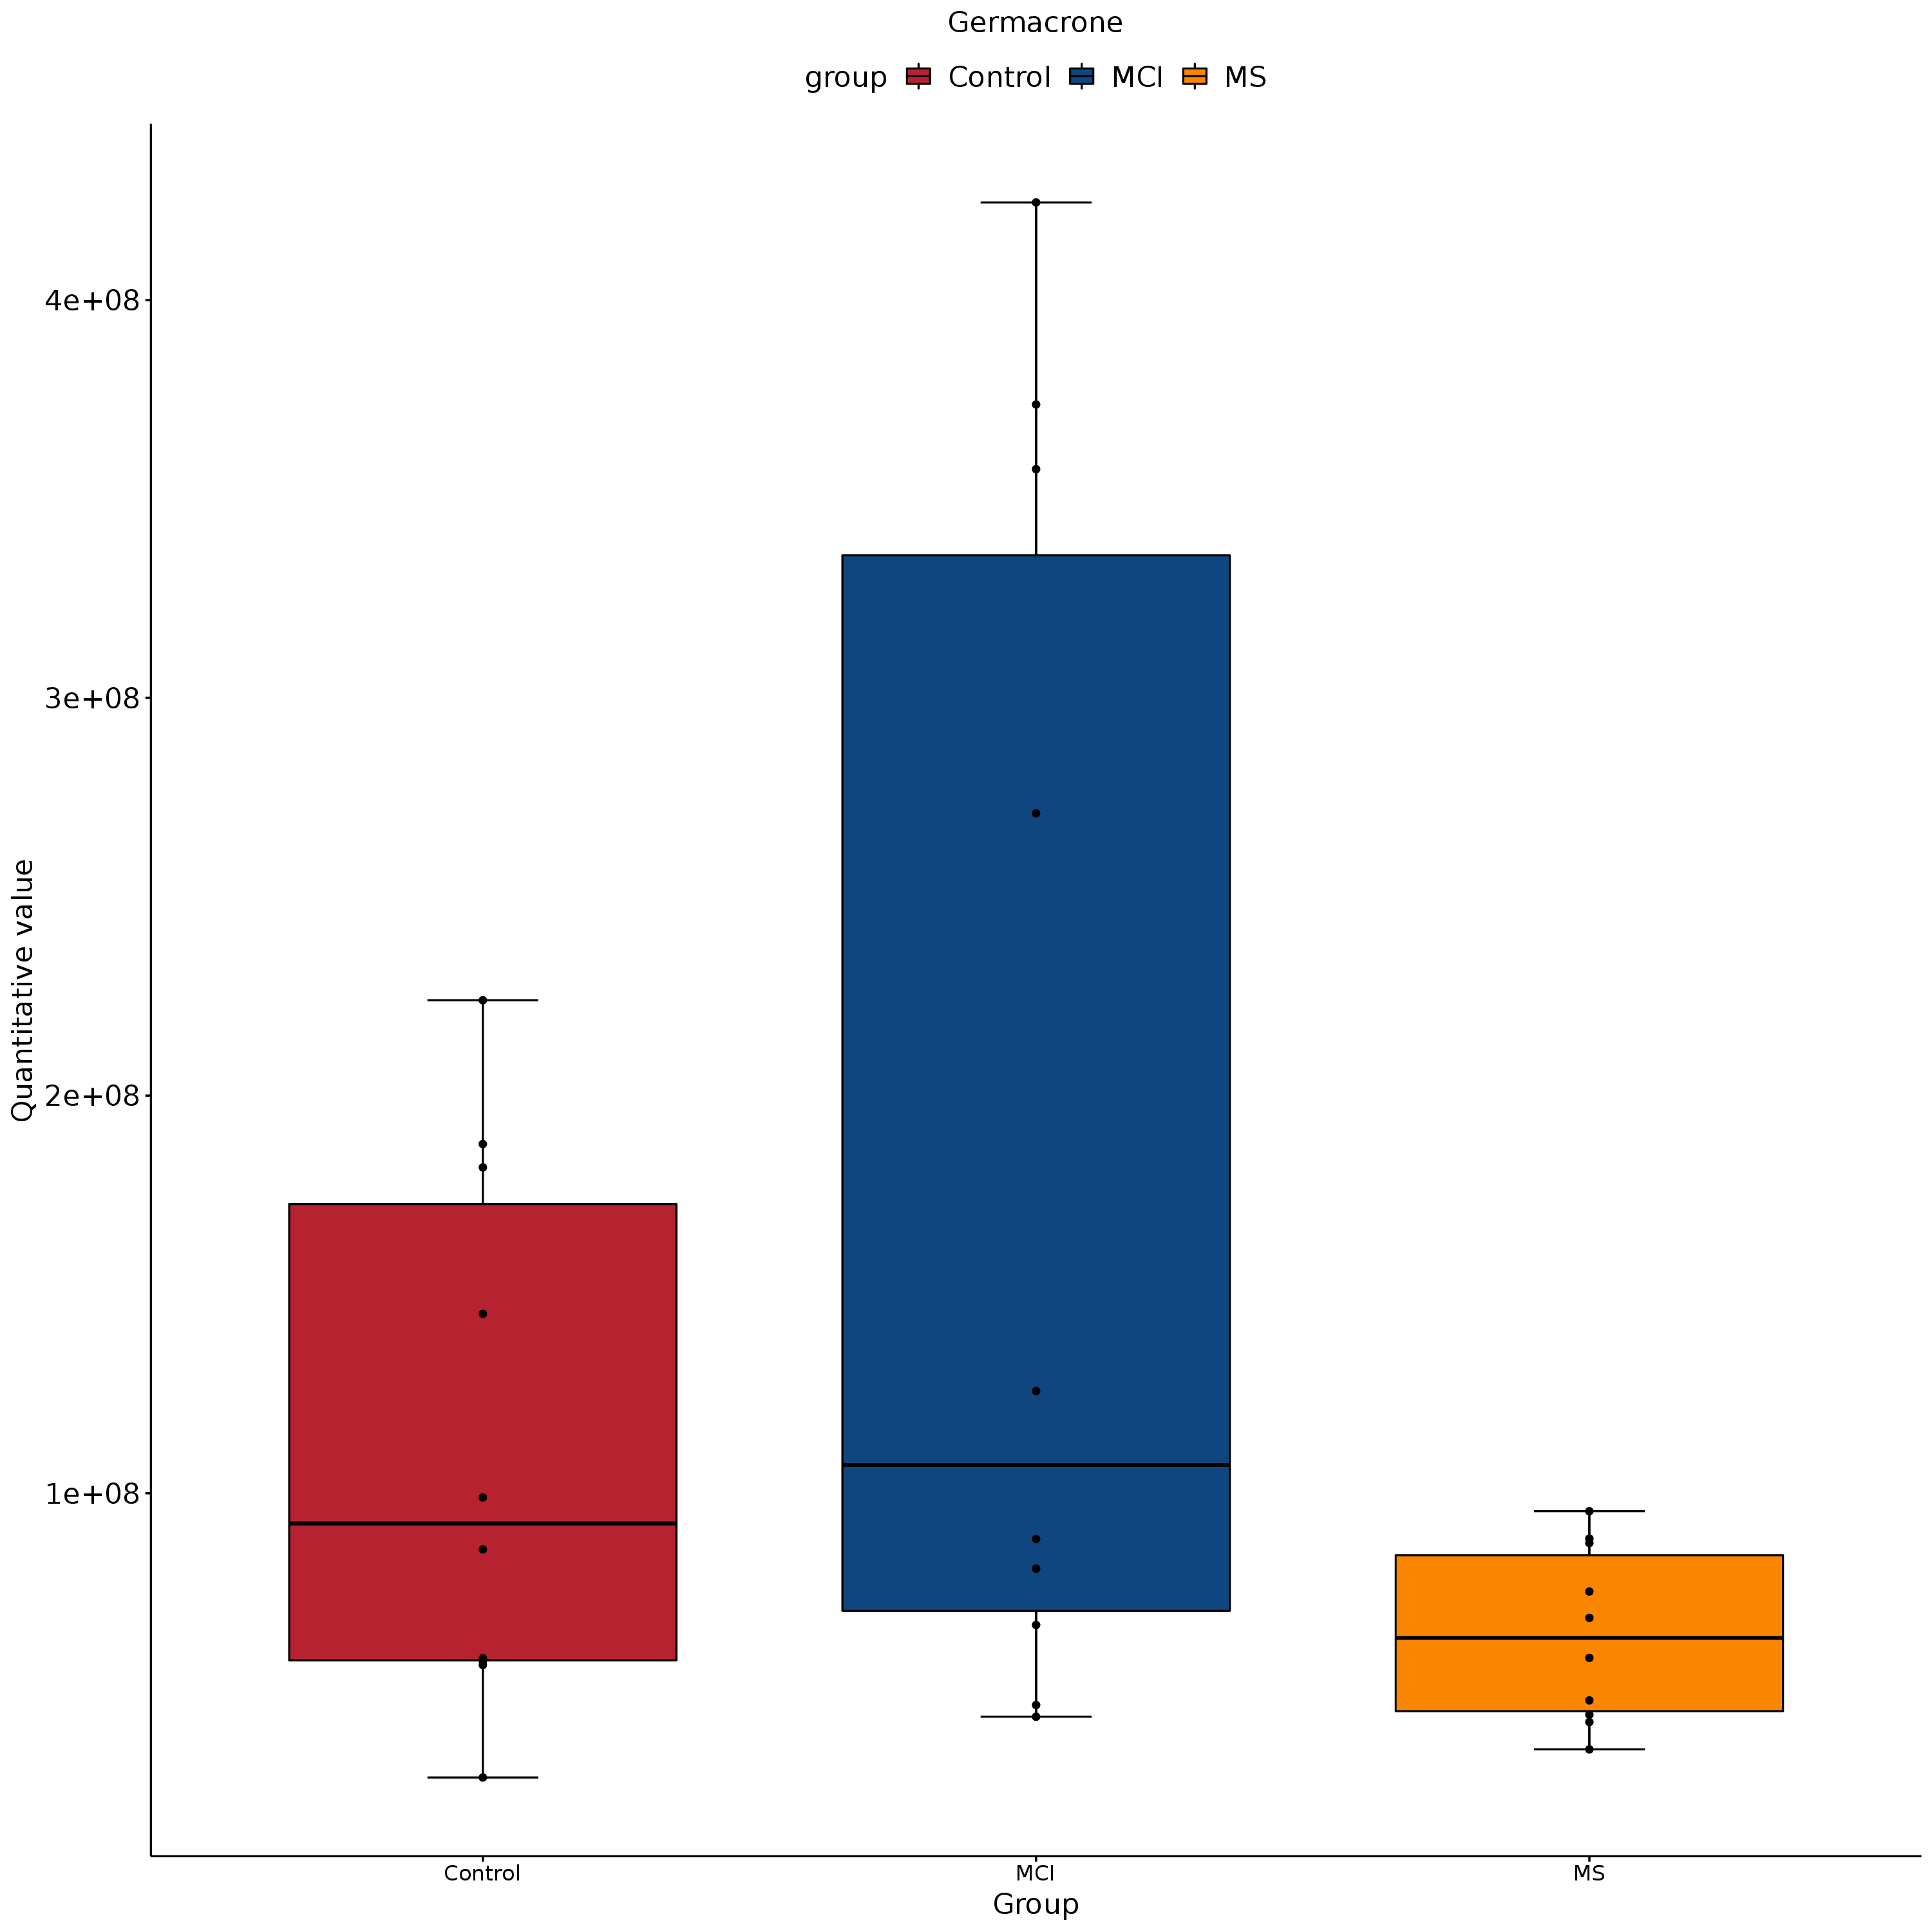 Germacrone
group Control MCI MS
Quantitative value
4e+08
3e+08
2e+08
1e+08
Control MCI MS
Group